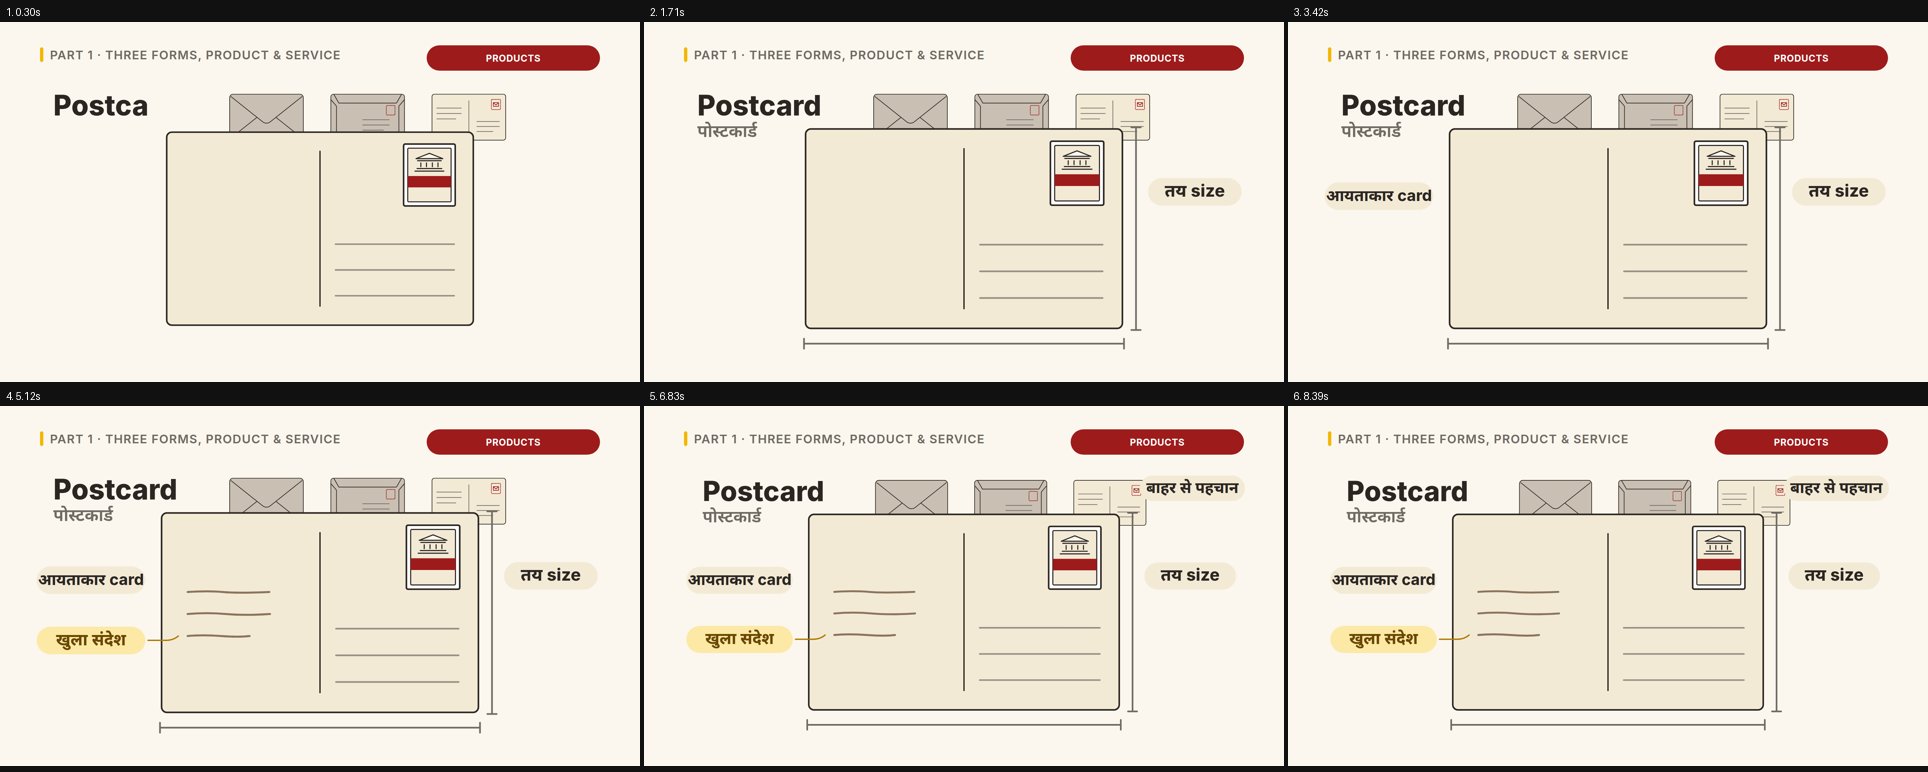 1. 0.30s
PART 1 · THREE FORMS, PRODUCT & SERVICE
PRODUCTS
Postca
2. 1.71s
PART 1 · THREE FORMS, PRODUCT & SERVICE
PRODUCTS
Postcard
पोस्टकार्ड
तय size
3. 3.42s
PART 1 · THREE FORMS, PRODUCT & SERVICE
PRODUCTS
Postcard
पोस्टकार्ड
आयताकार card
तय size
4. 5.12s
PART 1 · THREE FORMS, PRODUCT & SERVICE
PRODUCTS
Postcard
पोस्टकार्ड
आयताकार card
तय size
खुला संदेश
5. 6.83s
PART 1 · THREE FORMS, PRODUCT & SERVICE
PRODUCTS
Postcard
पोस्टकार्ड
बाहर से पहचान
आयताकार card
तय size
खुला संदेश
6. 8.39s
PART 1 · THREE FORMS, PRODUCT & SERVICE
PRODUCTS
Postcard
पोस्टकार्ड
बाहर से पहचान
आयताकार card
तय size
खुला संदेश